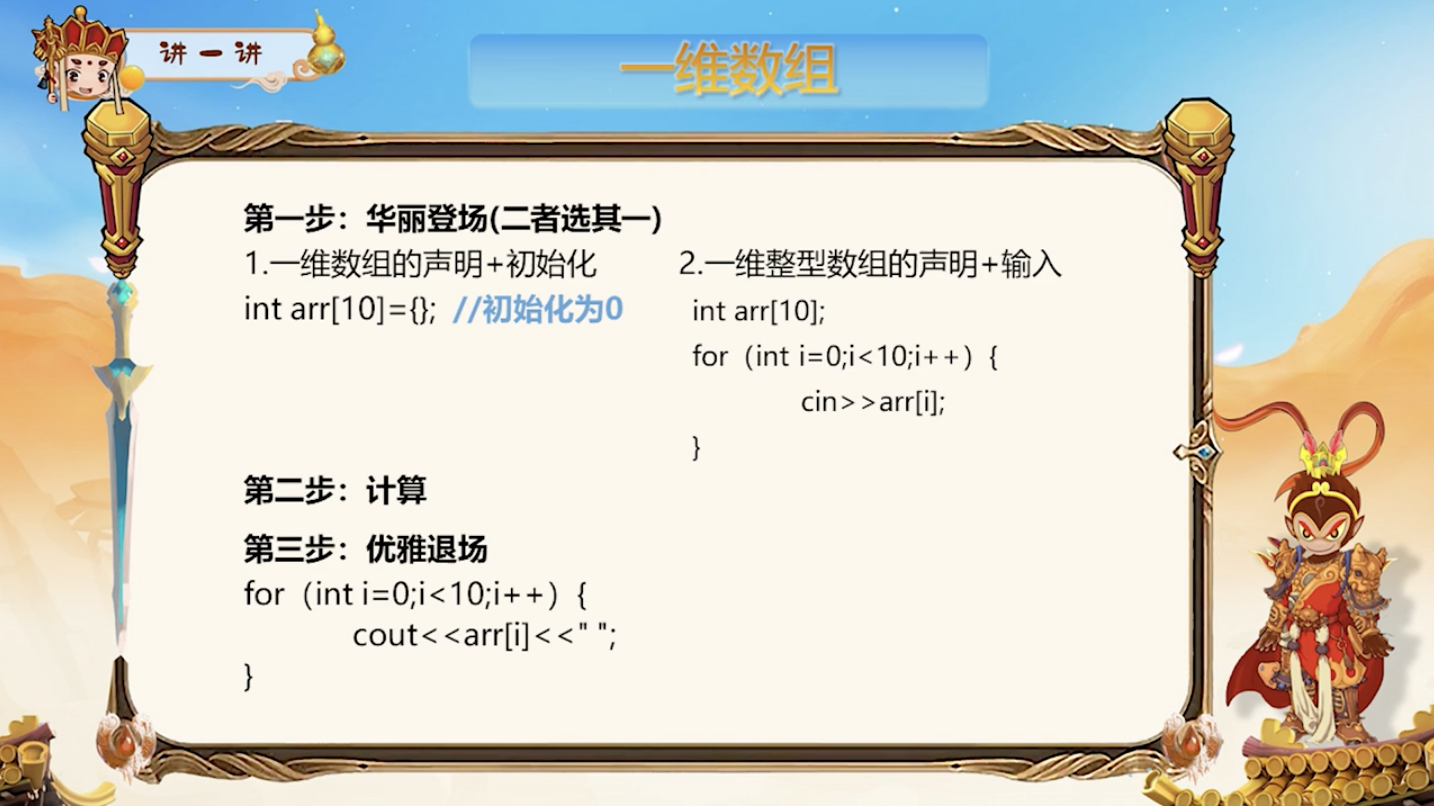 讲一讲
一维数组
第一步：华丽登场(二者选其一)
1.一维数组的声明+初始化
int arr[10]={}; //初始化为0
2.一维整型数组的声明+输入
int arr[10];
for（int i=0;i<10;i++）{
cin>>arr[i];
}
第二步：计算
第三步：优雅退场
for（int i=0;i<10;i++）{
cout<<arr[i]<<" ";
}